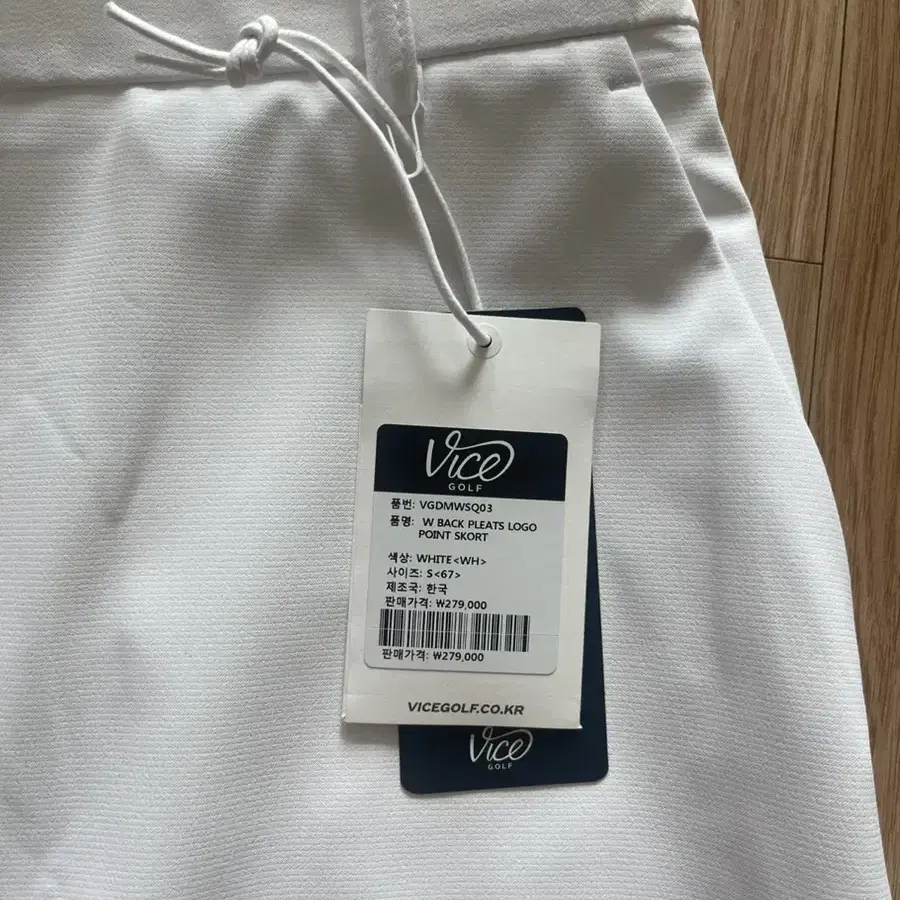 Vice
GOLF
품번: VGDMWSQ03
품명: W BACK PLEATS LOGO
POINT SKORT
색상: WHITE<WH>
사이즈: S<67>
제조국: 한국
판매가격: ₩279,000
판매가격: ₩279,000
VICEGOLF.CO.KR
Vice
GOLF